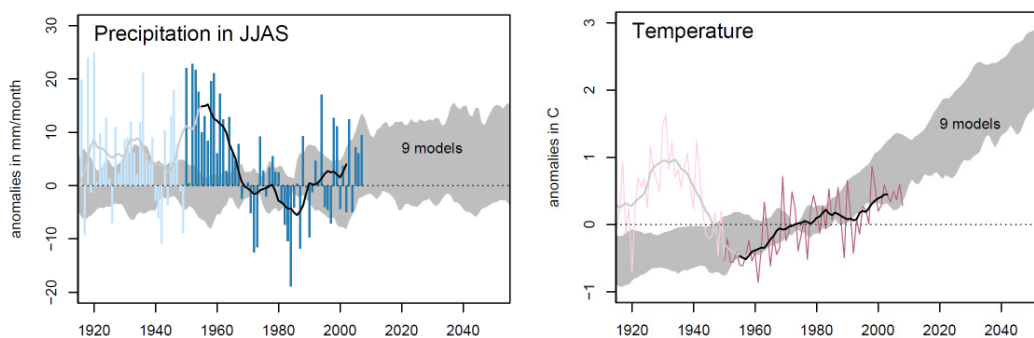 Precipitation in JJAS
anomalies in mm/month
30
20
10
0
-10
-20
9 models
1920 1940 1960 1980 2000 2020 2040
Temperature
anomalies in C
3
2
1
0
-1
9 models
1920 1940 1960 1980 2000 2020 2040